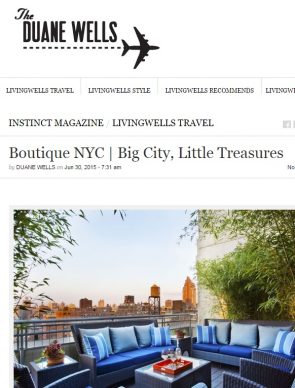 The
DUANE WELLS
LIVINGWELLS TRAVEL LIVINGWELLS STYLE LIVINGWELLS RECOMMENDS LIVINGW
INSTINCT MAGAZINE / LIVINGWELLS TRAVEL
Boutique NYC | Big City, Little Treasures
by DUANE WELLS on Jun 30, 2015 • 7:31 am No